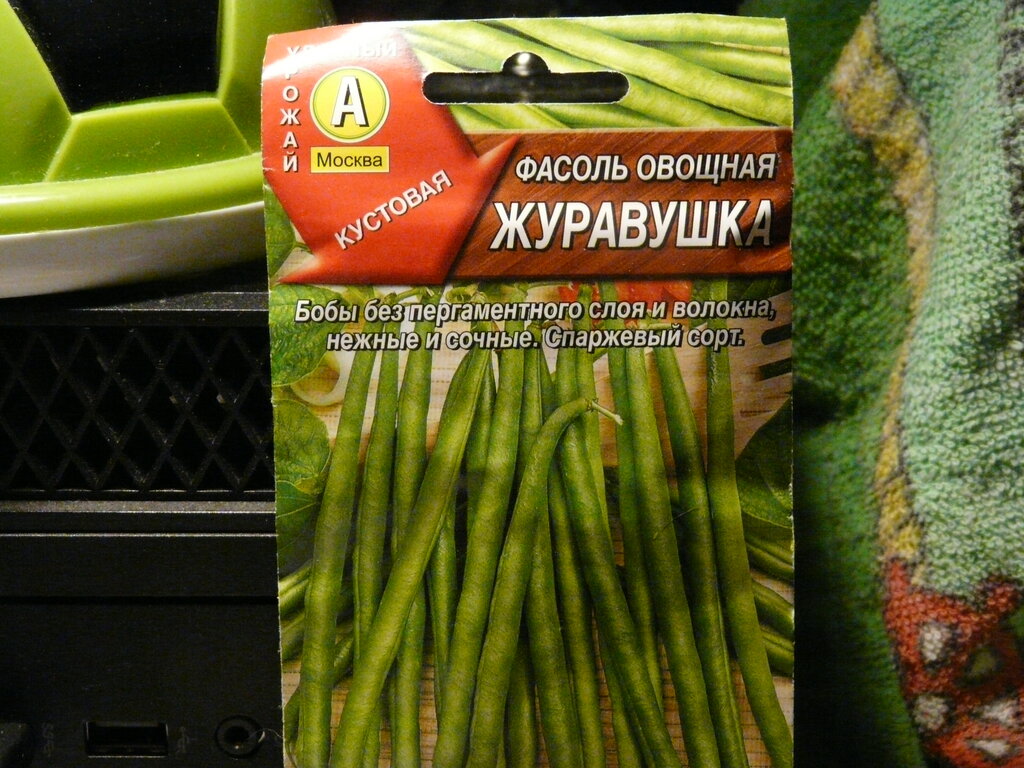 УРОЖАЙ
А
Москва
КУСТОВАЯ
ФАСОЛЬ ОВОЩНАЯ
ЖУРАВУШКА
Бобы без пергаментного слоя и волокна,
нежные и сочные. Спаржевый сорт.